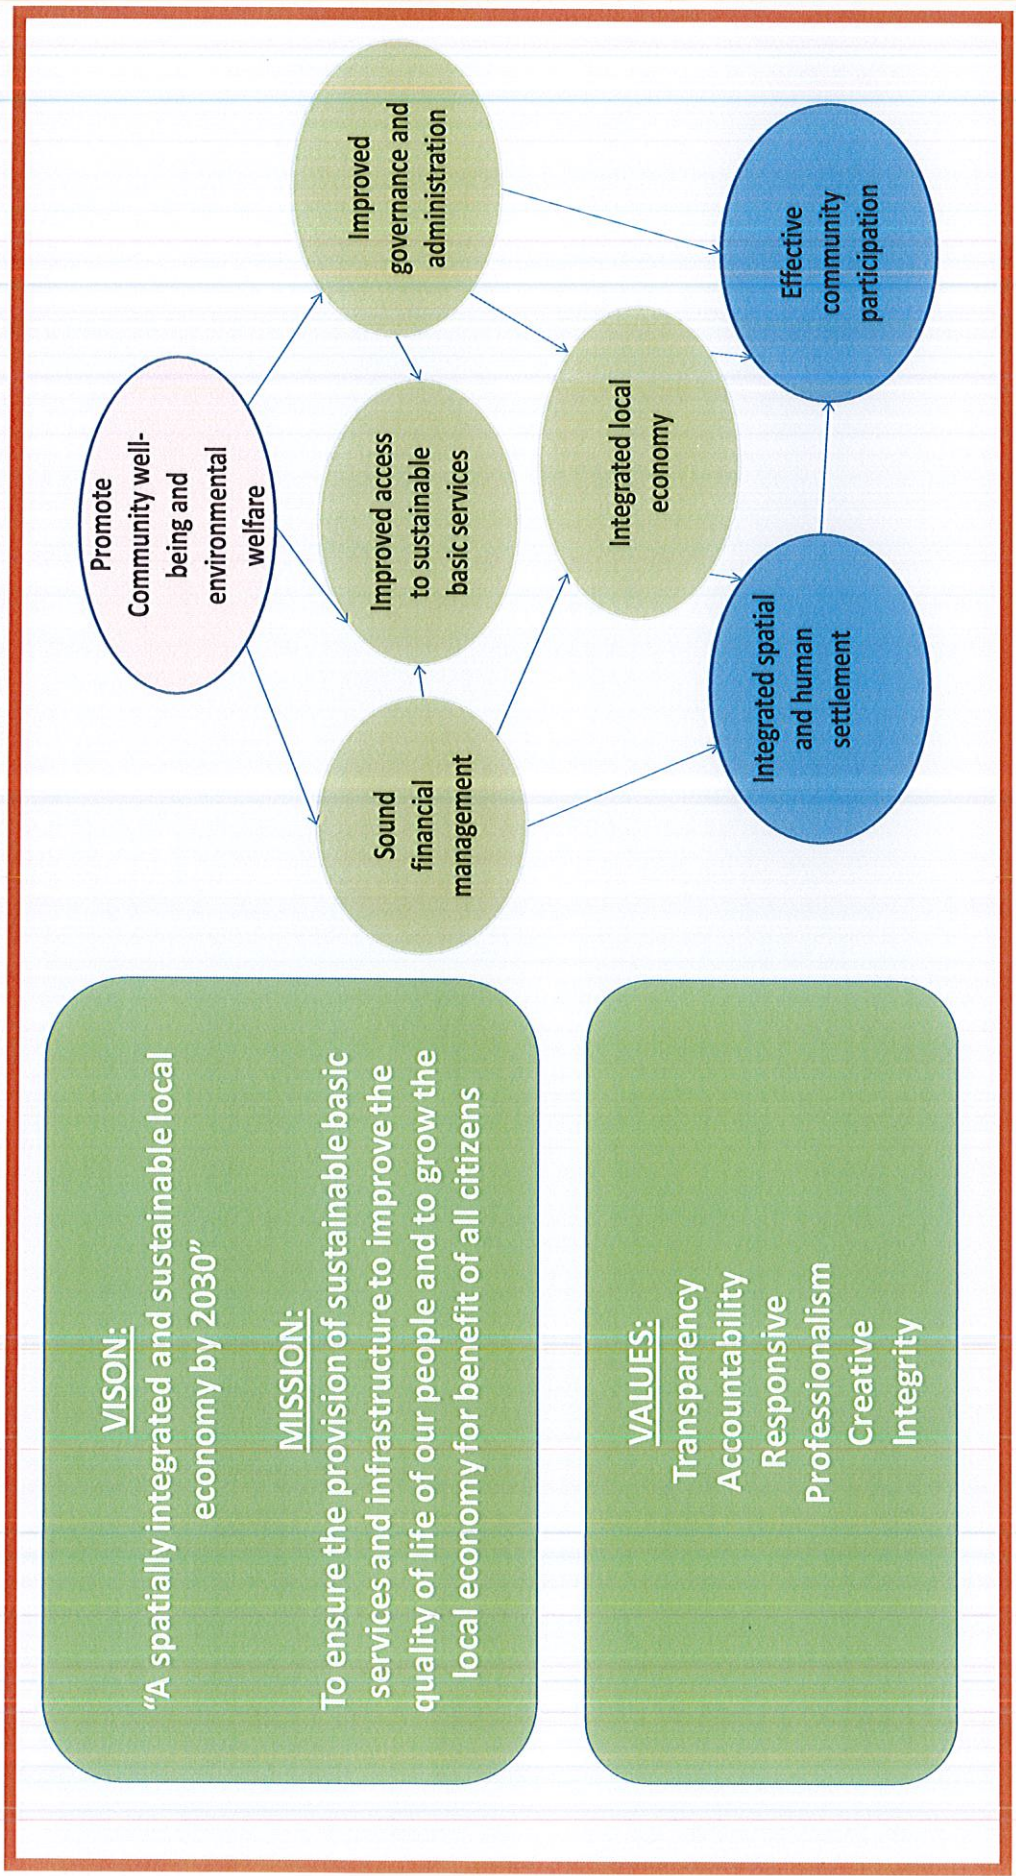 VISON:
“A spatially integrated and sustainable local
economy by 2030”
MISSION:
To ensure the provision of sustainable basic
services and infrastructure to improve the
quality of life of our people and to grow the
local economy for benefit of all citizens
VALUES:
Transparency
Accountability
Responsive
Professionalism
Creative
Integrity
Promote
Community well-
being and
environmental
welfare
Sound
financial
management
Improved access
to sustainable
basic services
Improved
governance and
administration
Integrated local
economy
Integrated spatial
and human
settlement
Effective
community
participation